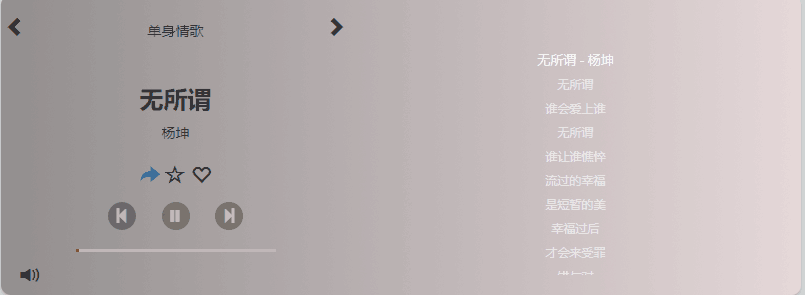 单身情歌
无所谓
杨坤
无所谓 - 杨坤
无所谓
谁会爱上谁
无所谓
谁让谁憔悴
流过的幸福
是短暂的美
幸福过后
才会来受罪